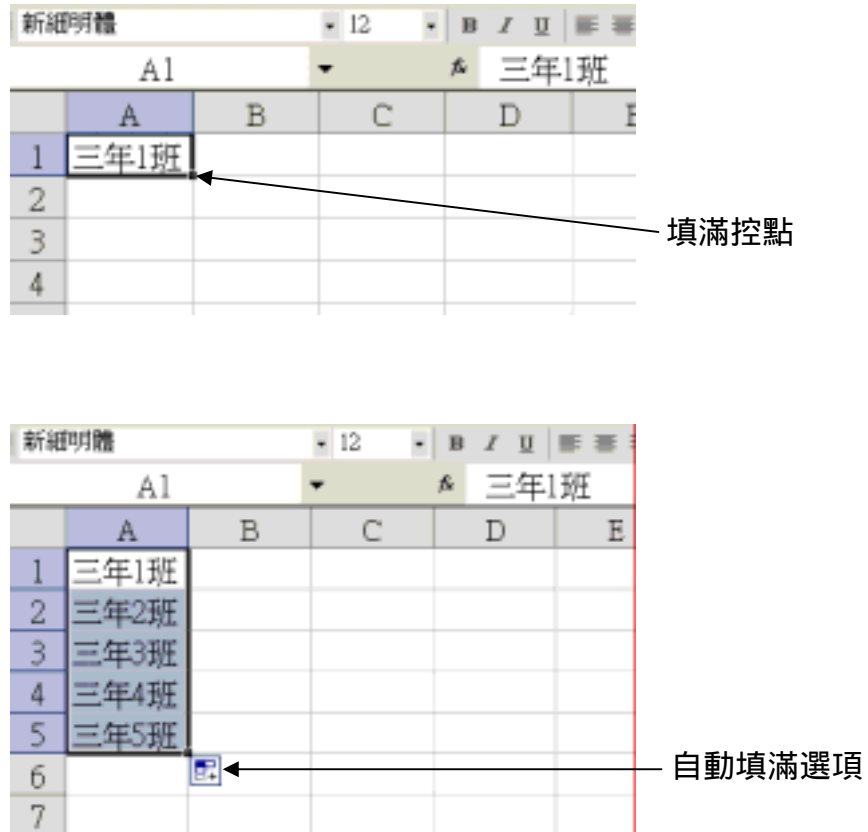 新細明體 12 B I U
A1 三年1班
A B C D E
1 三年1班
2
3
4
填滿控點
新細明體 12 B I U
A1 三年1班
A B C D E
1 三年1班
2 三年2班
3 三年3班
4 三年4班
5 三年5班
6
7
自動填滿選項